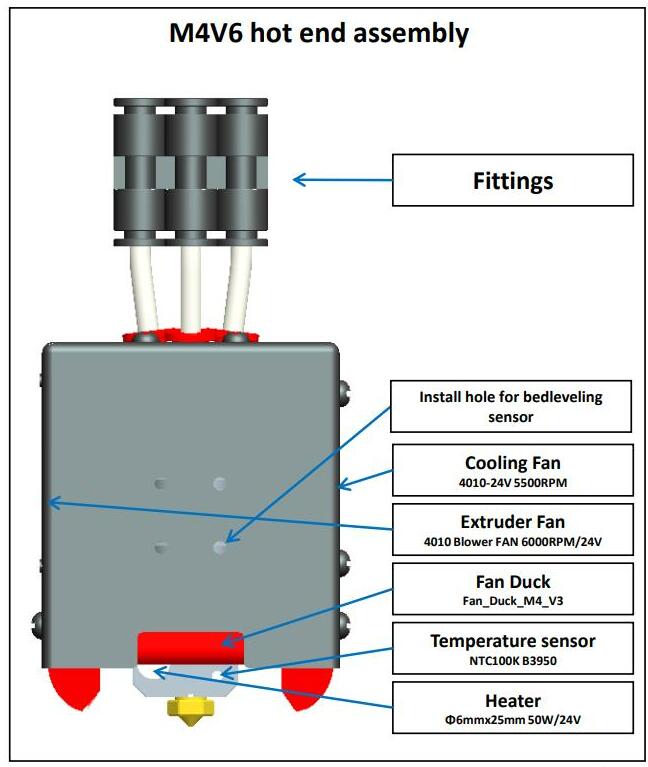 M4V6 hot end assembly
Fittings
Install hole for bedleveling
sensor
Cooling Fan
4010-24V 5500RPM
Extruder Fan
4010 Blower FAN 6000RPM/24V
Fan Duck
Fan_Duck_M4_V3
Temperature sensor
NTC100K B3950
Heater
Φ6mmx25mm 50W/24V